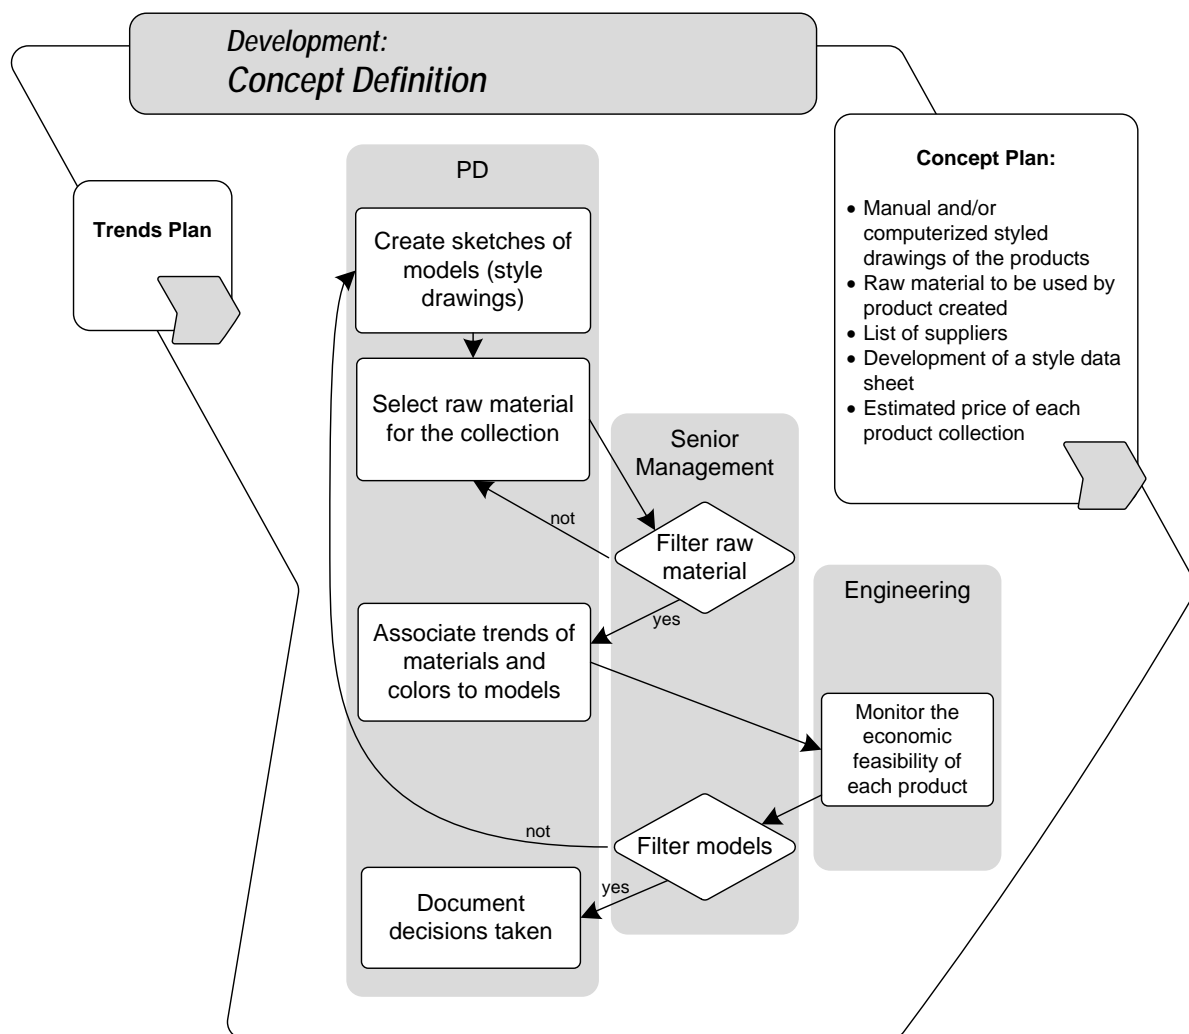 Development:
Concept Definition
Trends Plan
PD
Create sketches of
models (style
drawings)
Select raw material
for the collection
Senior
Management
not
Filter raw
material
yes
Associate trends of
materials and
colors to models
Engineering
Monitor the
economic
feasibility of
each product
not
Filter models
yes
Document
decisions taken
Concept Plan:
• Manual and/or
computerized styled
drawings of the products
• Raw material to be used by
product created
• List of suppliers
• Development of a style data
sheet
• Estimated price of each
product collection